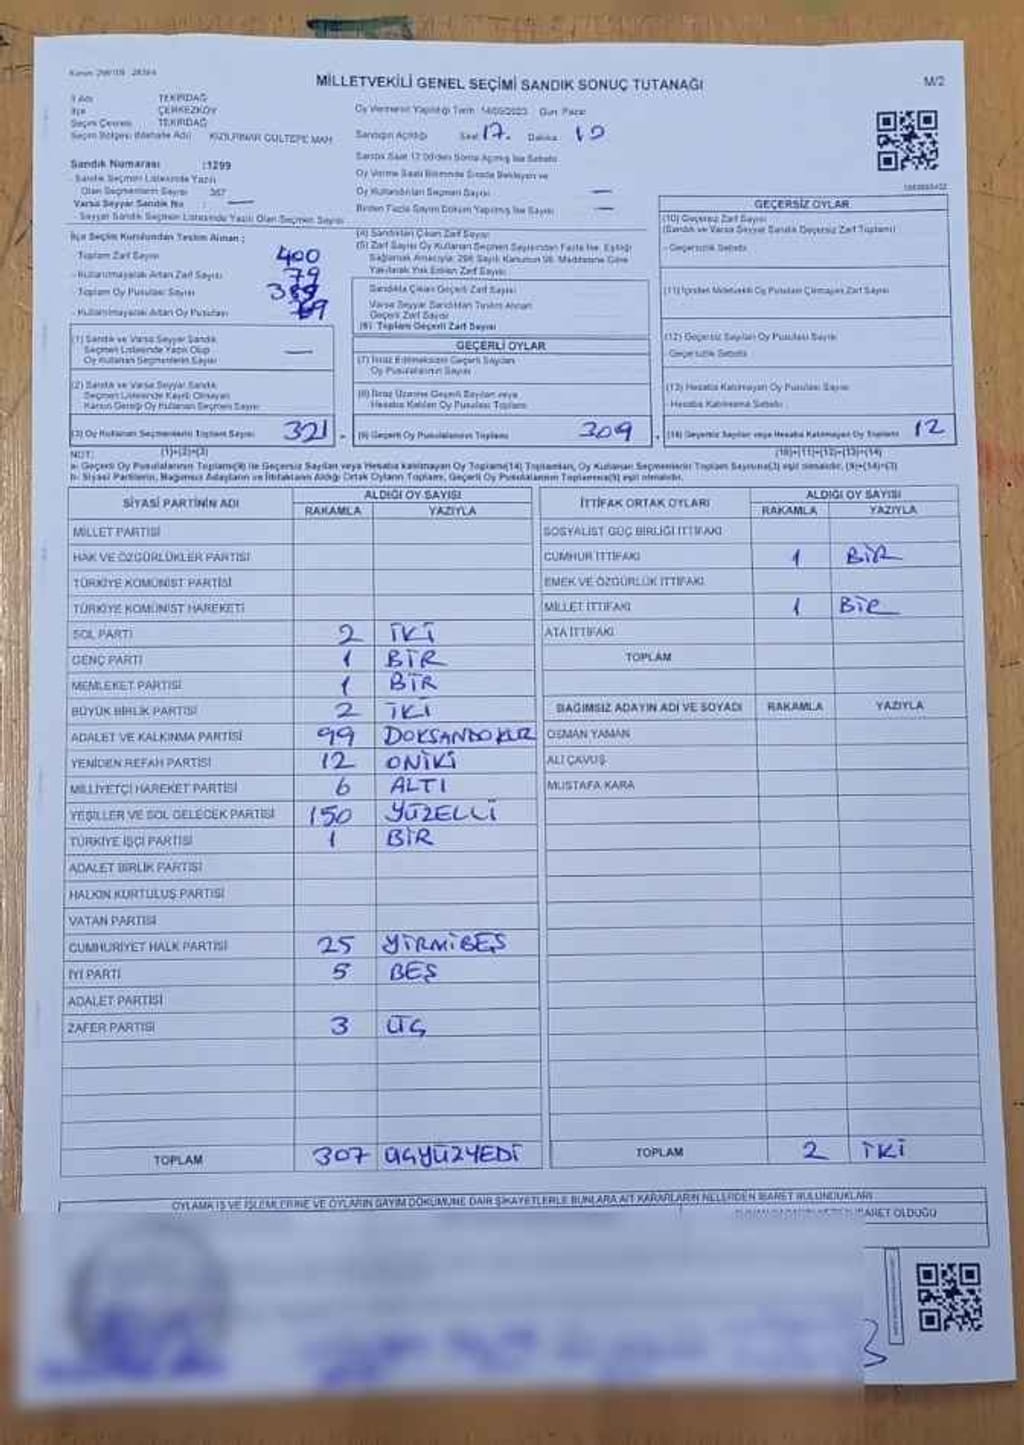 MİLLETVEKİLİ GENEL SEÇİMİ SANDIK SONUÇ TUTANAĞI
M/2
İl Adı TEKİRDAĞ
İlçe ÇERKEZKÖY
Seçim Çevresi TEKİRDAĞ
Seçim Bölgesi (Mahalle Adı) KIZILPINAR GÜLTEPE MAH
Oy Vermenin Yapıldığı Tarih 14/05/2023 Gün Pazar
Sandığın Açıldığı Saat 17. Dakika
Sandık Saat 17.00'den Sonra Açılmış İse Sebebi
Oy Verme Saati Bitiminde Sırada Bekleyen ve
Oy Kullandırılan Seçmen Sayısı —
Birden Fazla Sayım Döküm Yapılmış İse Sayısı —
Sandık Numarası :1299
- Sandık Seçmen Listesinde Yazılı
Olan Seçmenlerin Sayısı 367
Varsa Seyyar Sandık No : —
- Seyyar Sandık Seçmen Listesinde Yazılı Olan Seçmen Sayısı
İlçe Seçim Kurulundan Teslim Alınan ;
Toplam Zarf Sayısı 400
- Kullanılmayarak Artan Zarf Sayısı 79
Toplam Oy Pusulası Sayısı
- Kullanılmayarak Artan Oy Pusulası
(1) Sandık ve Varsa Seyyar Sandık
Seçmen Listesinde Yazılı Olup
Oy Kullanan Seçmenlerin Sayısı —
(2) Sandık ve Varsa Seyyar Sandık
Seçmen Listesinde Kayıtlı Olmayan
Kanun Gereği Oy Kullanan Seçmen Sayısı
(3) Oy Kullanan Seçmenlerin Toplam Sayısı 321
(4) Sandıktan Çıkan Zarf Sayısı
(5) Zarf Sayısı Oy Kullanan Seçmen Sayısından Fazla İse, Eşitliği
Sağlamak Amacıyla; 298 Sayılı Kanunun 98. Maddesine Göre
Yakılarak Yok Edilen Zarf Sayısı
Sandıkta Çıkan Geçerli Zarf Sayısı
Varsa Seyyar Sandıktan Teslim Alınan
Geçerli Zarf Sayısı
(6) Toplam Geçerli Zarf Sayısı
GEÇERLİ OYLAR
(7) İtiraz Edilmeksizin Geçerli Sayılan
Oy Pusulalarının Sayısı
(8) İtiraz Üzerine Geçerli Sayılan veya
Hesaba Katılan Oy Pusulası Toplamı
(9) Geçerli Oy Pusulalarının Toplamı 309
GEÇERSİZ OYLAR
(10) Geçersiz Zarf Sayısı
(Sandık ve Varsa Seyyar Sandık Geçersiz Zarf Toplamı)
- Geçersizlik Sebebi
(11) İçinden Milletvekili Oy Pusulası Çıkmayan Zarf Sayısı
(12) Geçersiz Sayılan Oy Pusulası Sayısı
- Geçersizlik Sebebi
(13) Hesaba Katılmayan Oy Pusulası Sayısı
- Hesaba Katılmama Sebebi
(14) Geçersiz Sayılan veya Hesaba Katılmayan Oy Toplamı 12
NOT: (1)+(2)=(3) (10)+(11)+(12)+(13)=(14)
a- Geçerli Oy Pusulalarının Toplamı(9) ile Geçersiz Sayılan veya Hesaba katılmayan Oy Toplamı(14) Toplamları, Oy Kullanan Seçmenlerin Toplam Sayısına(3) eşit olmalıdır. (9)+(14)=(3)
b- Siyasi Partilerin, Bağımsız Adayların ve İttifakların Aldığı Ortak Oyların Toplamı, Geçerli Oy Pusulalarının Toplamına(9) eşit olmalıdır.
SİYASİ PARTİNİN ADI ALDIĞI OY SAYISI
RAKAMLA YAZIYLA
MİLLET PARTİSİ
HAK VE ÖZGÜRLÜKLER PARTİSİ
TÜRKİYE KOMÜNİST PARTİSİ
TÜRKİYE KOMÜNİST HAREKETİ
SOL PARTİ 2 İKİ
GENÇ PARTİ 1 BİR
MEMLEKET PARTİSİ 1 BİR
BÜYÜK BİRLİK PARTİSİ 2 İKİ
ADALET VE KALKINMA PARTİSİ 99 DOKSANDOKUZ
YENİDEN REFAH PARTİSİ 12 ONİKİ
MİLLİYETÇİ HAREKET PARTİSİ 6 ALTI
YEŞİLLER VE SOL GELECEK PARTİSİ 150 YÜZELLİ
TÜRKİYE İŞÇİ PARTİSİ 1 BİR
ADALET BİRLİK PARTİSİ
HALKIN KURTULUŞ PARTİSİ
VATAN PARTİSİ
CUMHURİYET HALK PARTİSİ 25 YİRMİBEŞ
İYİ PARTİ 5 BEŞ
ADALET PARTİSİ
ZAFER PARTİSİ 3 ÜÇ
TOPLAM 307 ÜÇYÜZYEDİ
İTTİFAK ORTAK OYLARI ALDIĞI OY SAYISI
RAKAMLA YAZIYLA
SOSYALİST GÜÇ BİRLİĞİ İTTİFAKI
CUMHUR İTTİFAKI 1 BİR
EMEK VE ÖZGÜRLÜK İTTİFAKI
MİLLET İTTİFAKI 1 BİR
ATA İTTİFAKI
TOPLAM
BAĞIMSIZ ADAYIN ADI VE SOYADI RAKAMLA YAZIYLA
OSMAN YAMAN
ALİ ÇAVUŞ
MUSTAFA KARA
TOPLAM 2 İKİ
OYLAMA İŞ VE İŞLEMLERİNE VE OYLARIN SAYIM DÖKÜMÜNE DAİR ŞİKAYETLERLE BUNLARA AİT KARARLARIN NELERDEN İBARET BULUNDUKLARI
İBARET OLDUĞU
3